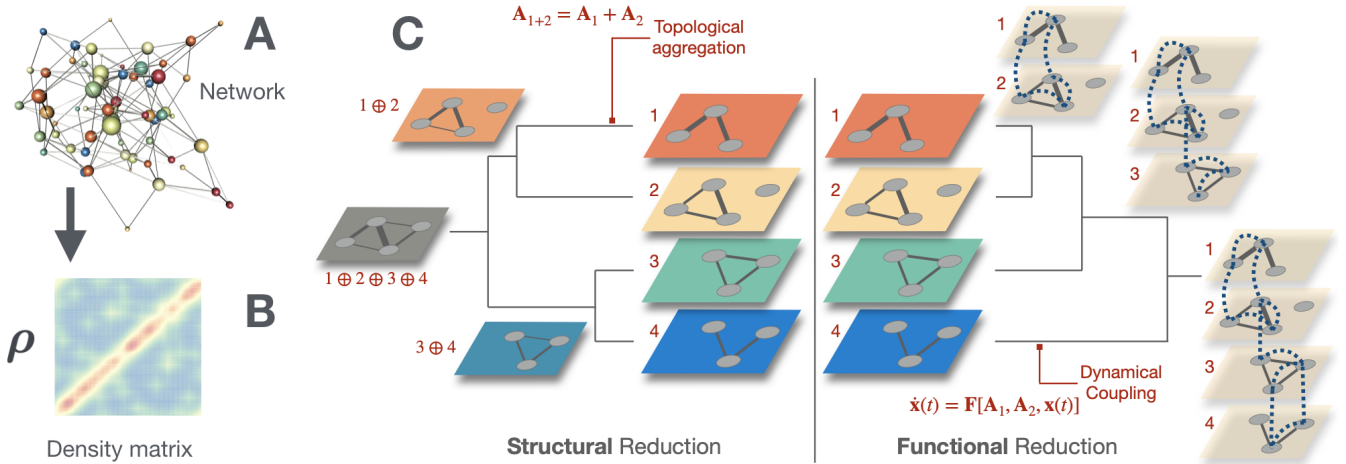 A
Network
B
ρ
Density matrix
C
A₁₊₂ = A₁ + A₂
Topological
aggregation
1 ⊕ 2
1 ⊕ 2 ⊕ 3 ⊕ 4
3 ⊕ 4
1
2
3
4
Structural Reduction
1
2
3
4
1
2
1
2
3
1
2
3
4
Dynamical
Coupling
ẋ(t) = F[A₁, A₂, x(t)]
Functional Reduction